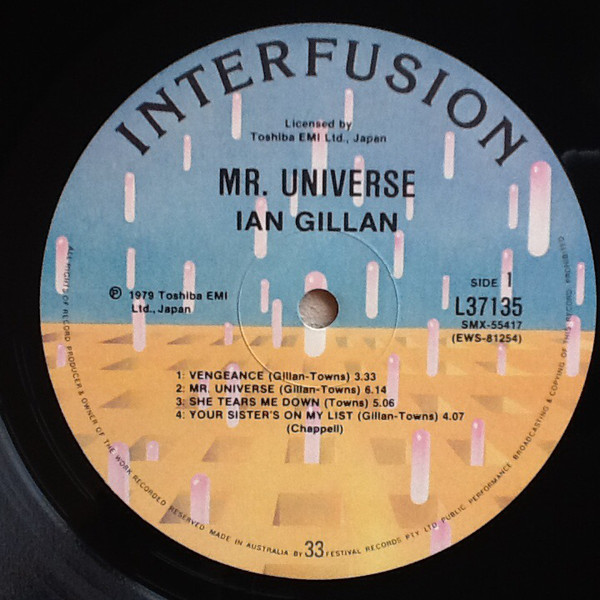 INTERFUSION
Licensed by
Toshiba EMI Ltd., Japan
MR. UNIVERSE
IAN GILLAN
SIDE 1
L37135
SMX-55417
(EWS-81254)
℗ 1979 Toshiba EMI
Ltd., Japan
1: VENGEANCE (Gillan-Towns) 3.33
2: MR. UNIVERSE (Gillan-Towns) 6.14
3: SHE TEARS ME DOWN (Towns) 5.06
4: YOUR SISTER'S ON MY LIST (Gillan-Towns) 4.07
(Chappell)
ALL RIGHTS OF RECORD PRODUCER & OWNER OF THE WORK RECORDED RESERVED MADE IN AUSTRALIA BY 33 FESTIVAL RECORDS PTY LTD PUBLIC PERFORMANCE BROADCASTING & COPYING OF THIS RECORD PROHIBITED